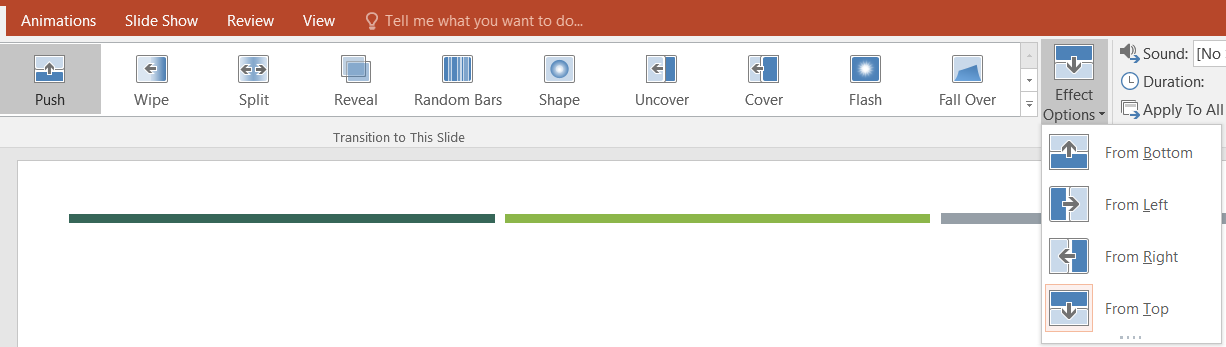 Animations Slide Show Review View Tell me what you want to do...
Push Wipe Split Reveal Random Bars Shape Uncover Cover Flash Fall Over
Effect
Options
Sound: [No
Duration:
Apply To All
Transition to This Slide
From Bottom
From Left
From Right
From Top